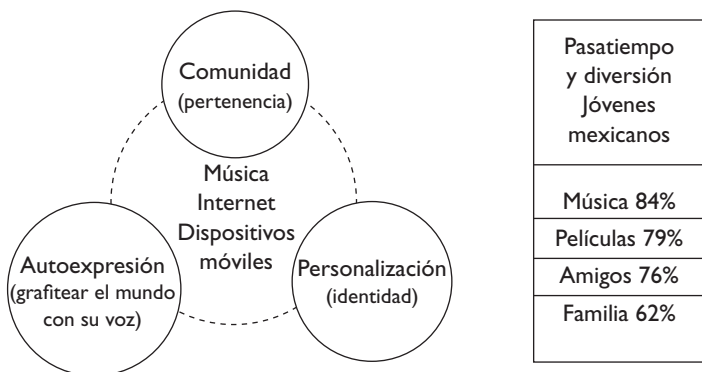 Comunidad
(pertenencia)
Música
Internet
Dispositivos
móviles
Autoexpresión
(grafitear el mundo
con su voz)
Personalización
(identidad)
Pasatiempo
y diversión
Jóvenes
mexicanos
Música 84%
Películas 79%
Amigos 76%
Familia 62%